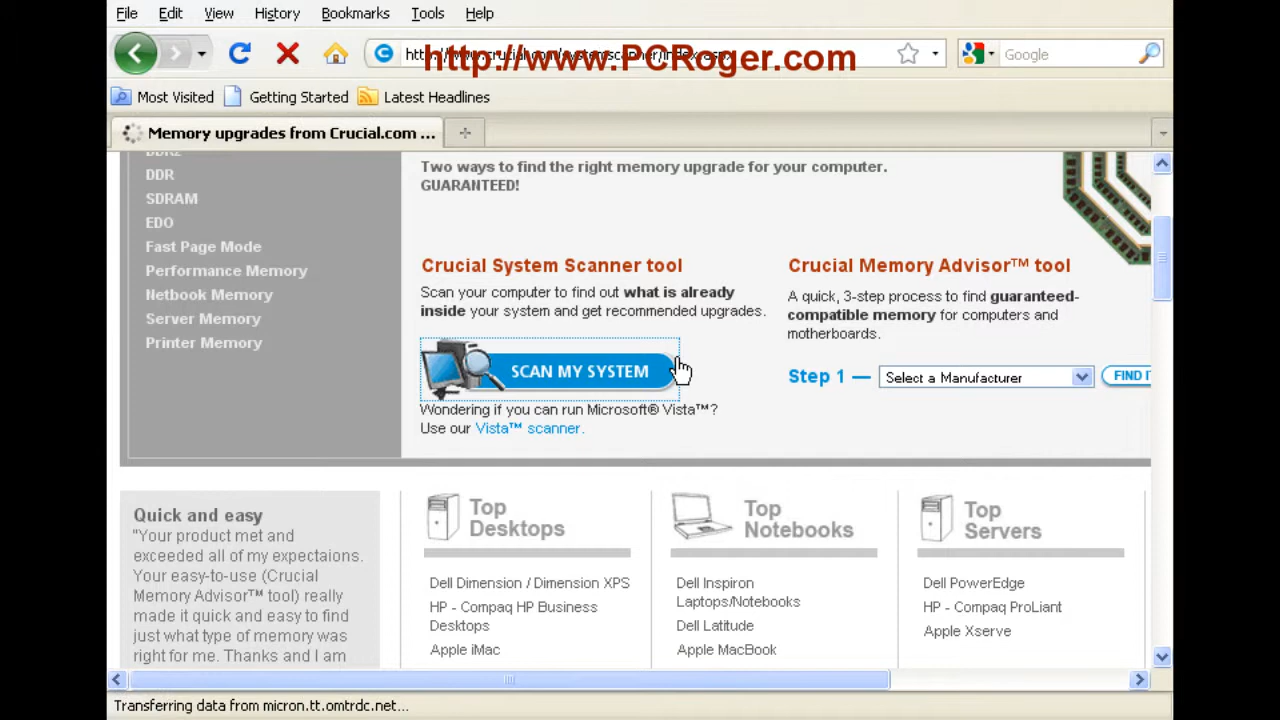 File Edit View History Bookmarks Tools Help
http://www.crucial.com/systemscanner/index.asp
http://www.PCRoger.com
Google
Most Visited Getting Started Latest Headlines
Memory upgrades from Crucial.com ...
DDR2
DDR
SDRAM
EDO
Fast Page Mode
Performance Memory
Netbook Memory
Server Memory
Printer Memory
Two ways to find the right memory upgrade for your computer.
GUARANTEED!
Crucial System Scanner tool
Scan your computer to find out what is already
inside your system and get recommended upgrades.
SCAN MY SYSTEM
Wondering if you can run Microsoft® Vista™?
Use our Vista™ scanner.
Crucial Memory Advisor™ tool
A quick, 3-step process to find guaranteed-
compatible memory for computers and
motherboards.
Step 1 — Select a Manufacturer FIND I
Quick and easy
"Your product met and
exceeded all of my expectaions.
Your easy-to-use (Crucial
Memory Advisor™ tool) really
made it quick and easy to find
just what type of memory was
right for me. Thanks and I am
Top
Desktops
Dell Dimension / Dimension XPS
HP - Compaq HP Business
Desktops
Apple iMac
Top
Notebooks
Dell Inspiron
Laptops/Notebooks
Dell Latitude
Apple MacBook
Top
Servers
Dell PowerEdge
HP - Compaq ProLiant
Apple Xserve
Transferring data from micron.tt.omtrdc.net...